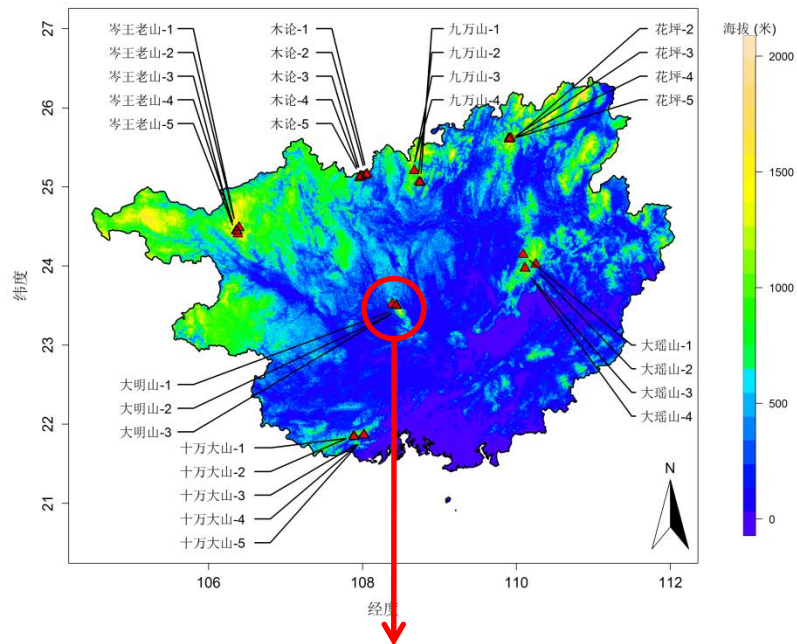 海拔 (米)
岑王老山-1
岑王老山-2
岑王老山-3
岑王老山-4
岑王老山-5
木论-1
木论-2
木论-3
木论-4
木论-5
九万山-1
九万山-2
九万山-3
九万山-4
花坪-2
花坪-3
花坪-4
花坪-5
大瑶山-1
大瑶山-2
大瑶山-3
大瑶山-4
大明山-1
大明山-2
大明山-3
十万大山-1
十万大山-2
十万大山-3
十万大山-4
十万大山-5
27
26
25
24
23
22
21
纬度
106
108
110
112
经度
N
2000
1500
1000
500
0